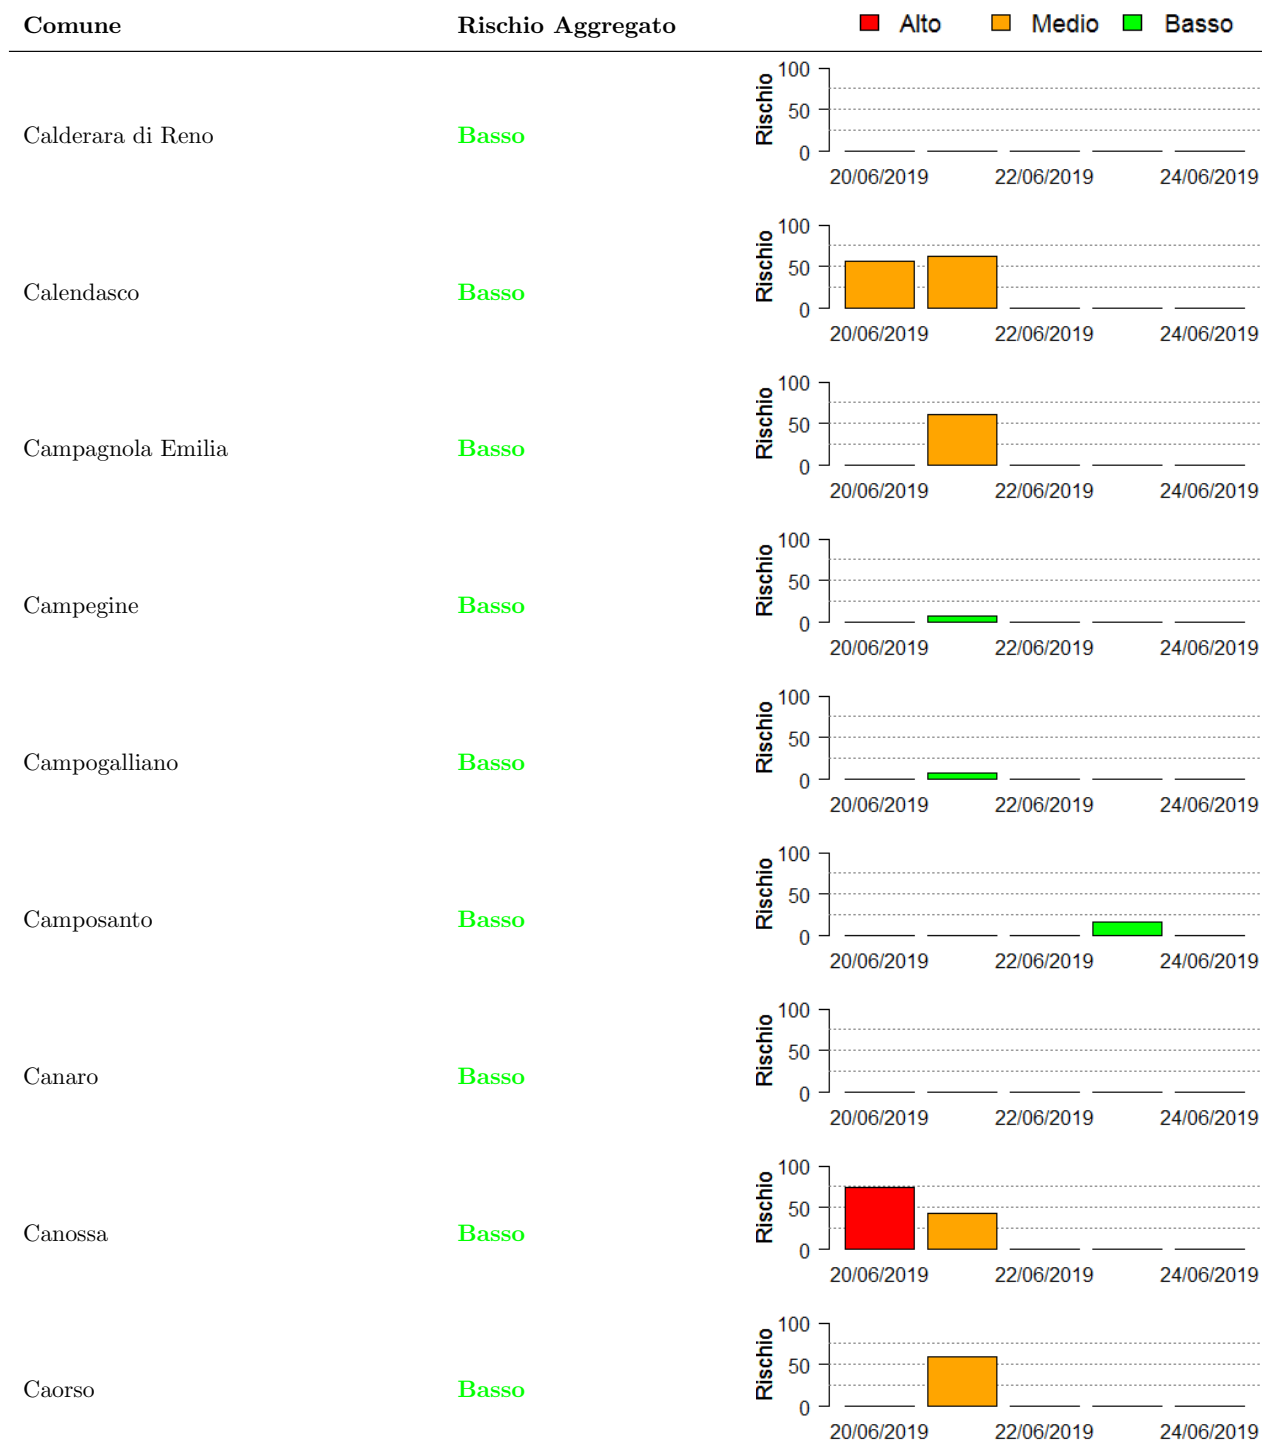 Comune Rischio Aggregato Alto Medio Basso
Calderara di Reno Basso Rischio 100 50 0
20/06/2019 22/06/2019 24/06/2019
Calendasco Basso Rischio 100 50 0
20/06/2019 22/06/2019 24/06/2019
Campagnola Emilia Basso Rischio 100 50 0
20/06/2019 22/06/2019 24/06/2019
Campegine Basso Rischio 100 50 0
20/06/2019 22/06/2019 24/06/2019
Campogalliano Basso Rischio 100 50 0
20/06/2019 22/06/2019 24/06/2019
Camposanto Basso Rischio 100 50 0
20/06/2019 22/06/2019 24/06/2019
Canaro Basso Rischio 100 50 0
20/06/2019 22/06/2019 24/06/2019
Canossa Basso Rischio 100 50 0
20/06/2019 22/06/2019 24/06/2019
Caorso Basso Rischio 100 50 0
20/06/2019 22/06/2019 24/06/2019